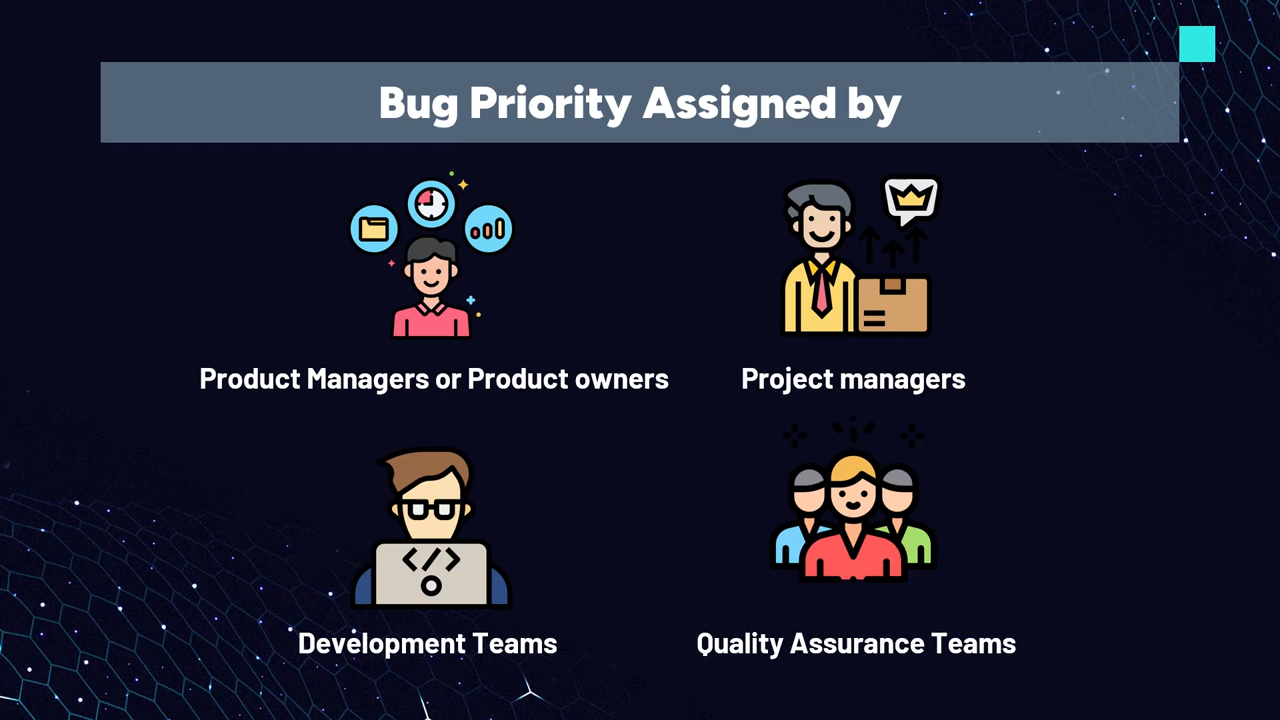 Bug Priority Assigned by
Product Managers or Product owners
Project managers
Development Teams
Quality Assurance Teams